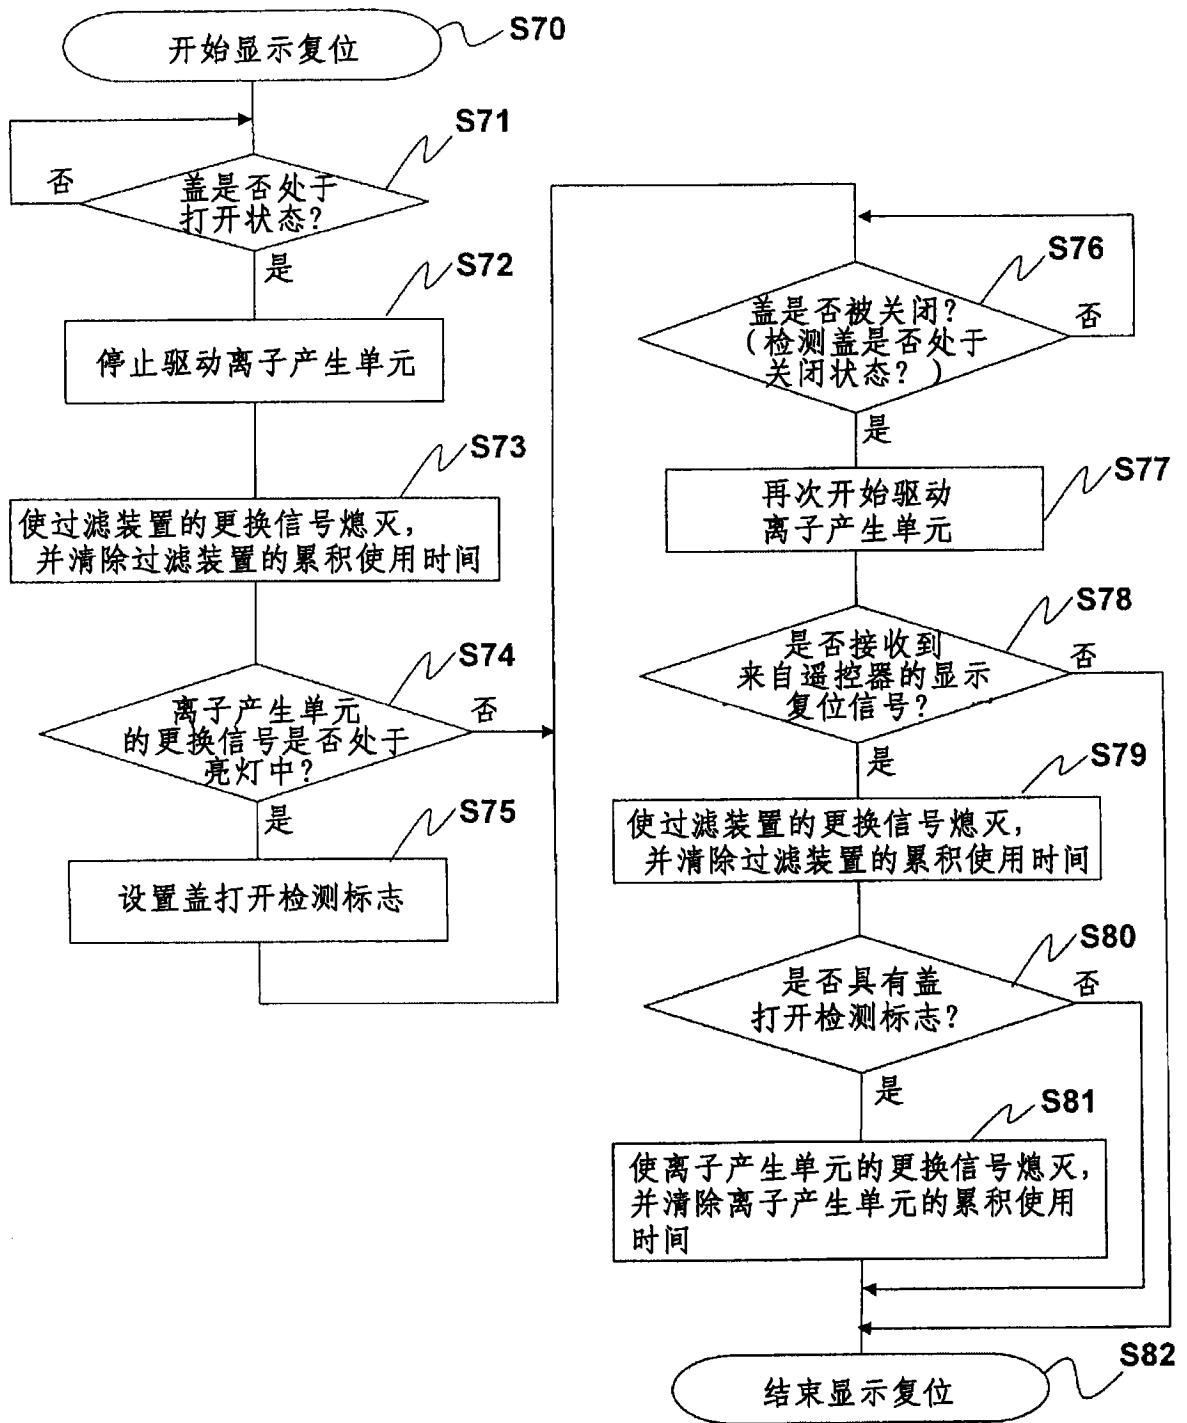 开始显示复位
S70
S71
盖是否处于
打开状态?
否
是
S72
停止驱动离子产生单元
S73
使过滤装置的更换信号熄灭,
并清除过滤装置的累积使用时间
S74
离子产生单元
的更换信号是否处于
亮灯中?
否
是
S75
设置盖打开检测标志
S76
盖是否被关闭?
(检测盖是否处于
关闭状态? )
否
是
S77
再次开始驱动
离子产生单元
S78
是否接收到
来自遥控器的显示
复位信号?
否
是
S79
使过滤装置的更换信号熄灭,
并清除过滤装置的累积使用时间
S80
是否具有盖
打开检测标志?
否
是
S81
使离子产生单元的更换信号熄灭,
并清除离子产生单元的累积使用
时间
S82
结束显示复位